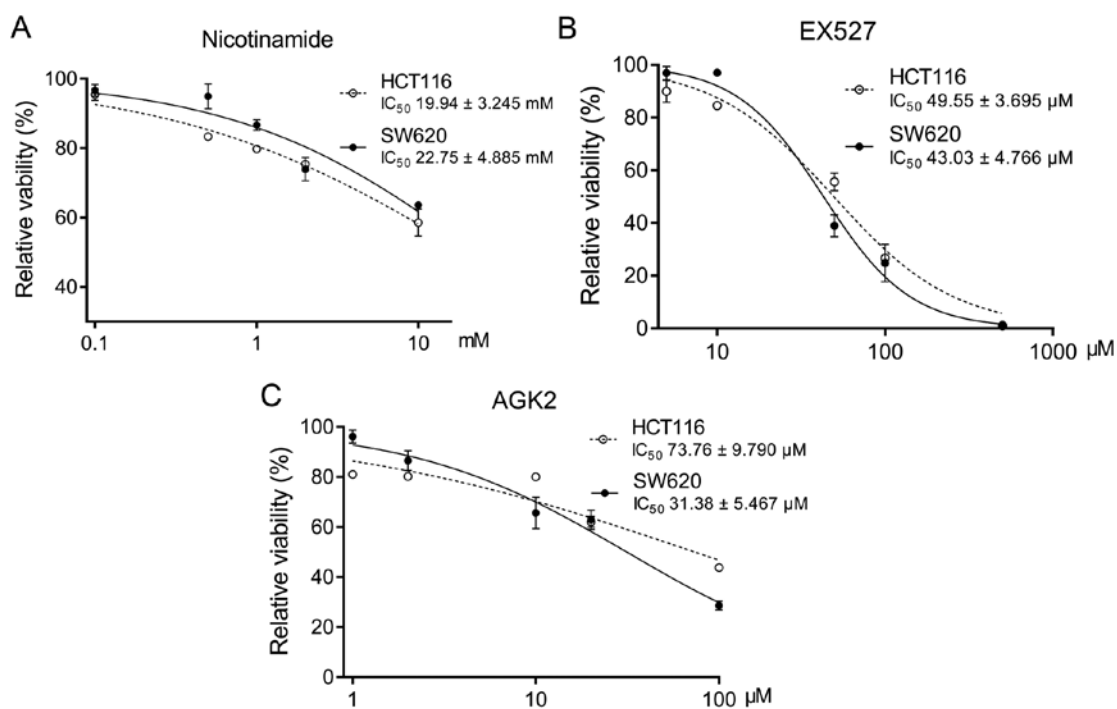 A
Nicotinamide
Relative vability (%)
100
80
60
40
0.1
1
10
mM
HCT116
IC50 19.94 ± 3.245 mM
SW620
IC50 22.75 ± 4.885 mM
B
EX527
Relative viability (%)
100
80
60
40
20
0
10
100
1000
µM
HCT116
IC50 49.55 ± 3.695 µM
SW620
IC50 43.03 ± 4.766 µM
C
AGK2
Relative viability (%)
100
80
60
40
20
0
1
10
100
µM
HCT116
IC50 73.76 ± 9.790 µM
SW620
IC50 31.38 ± 5.467 µM